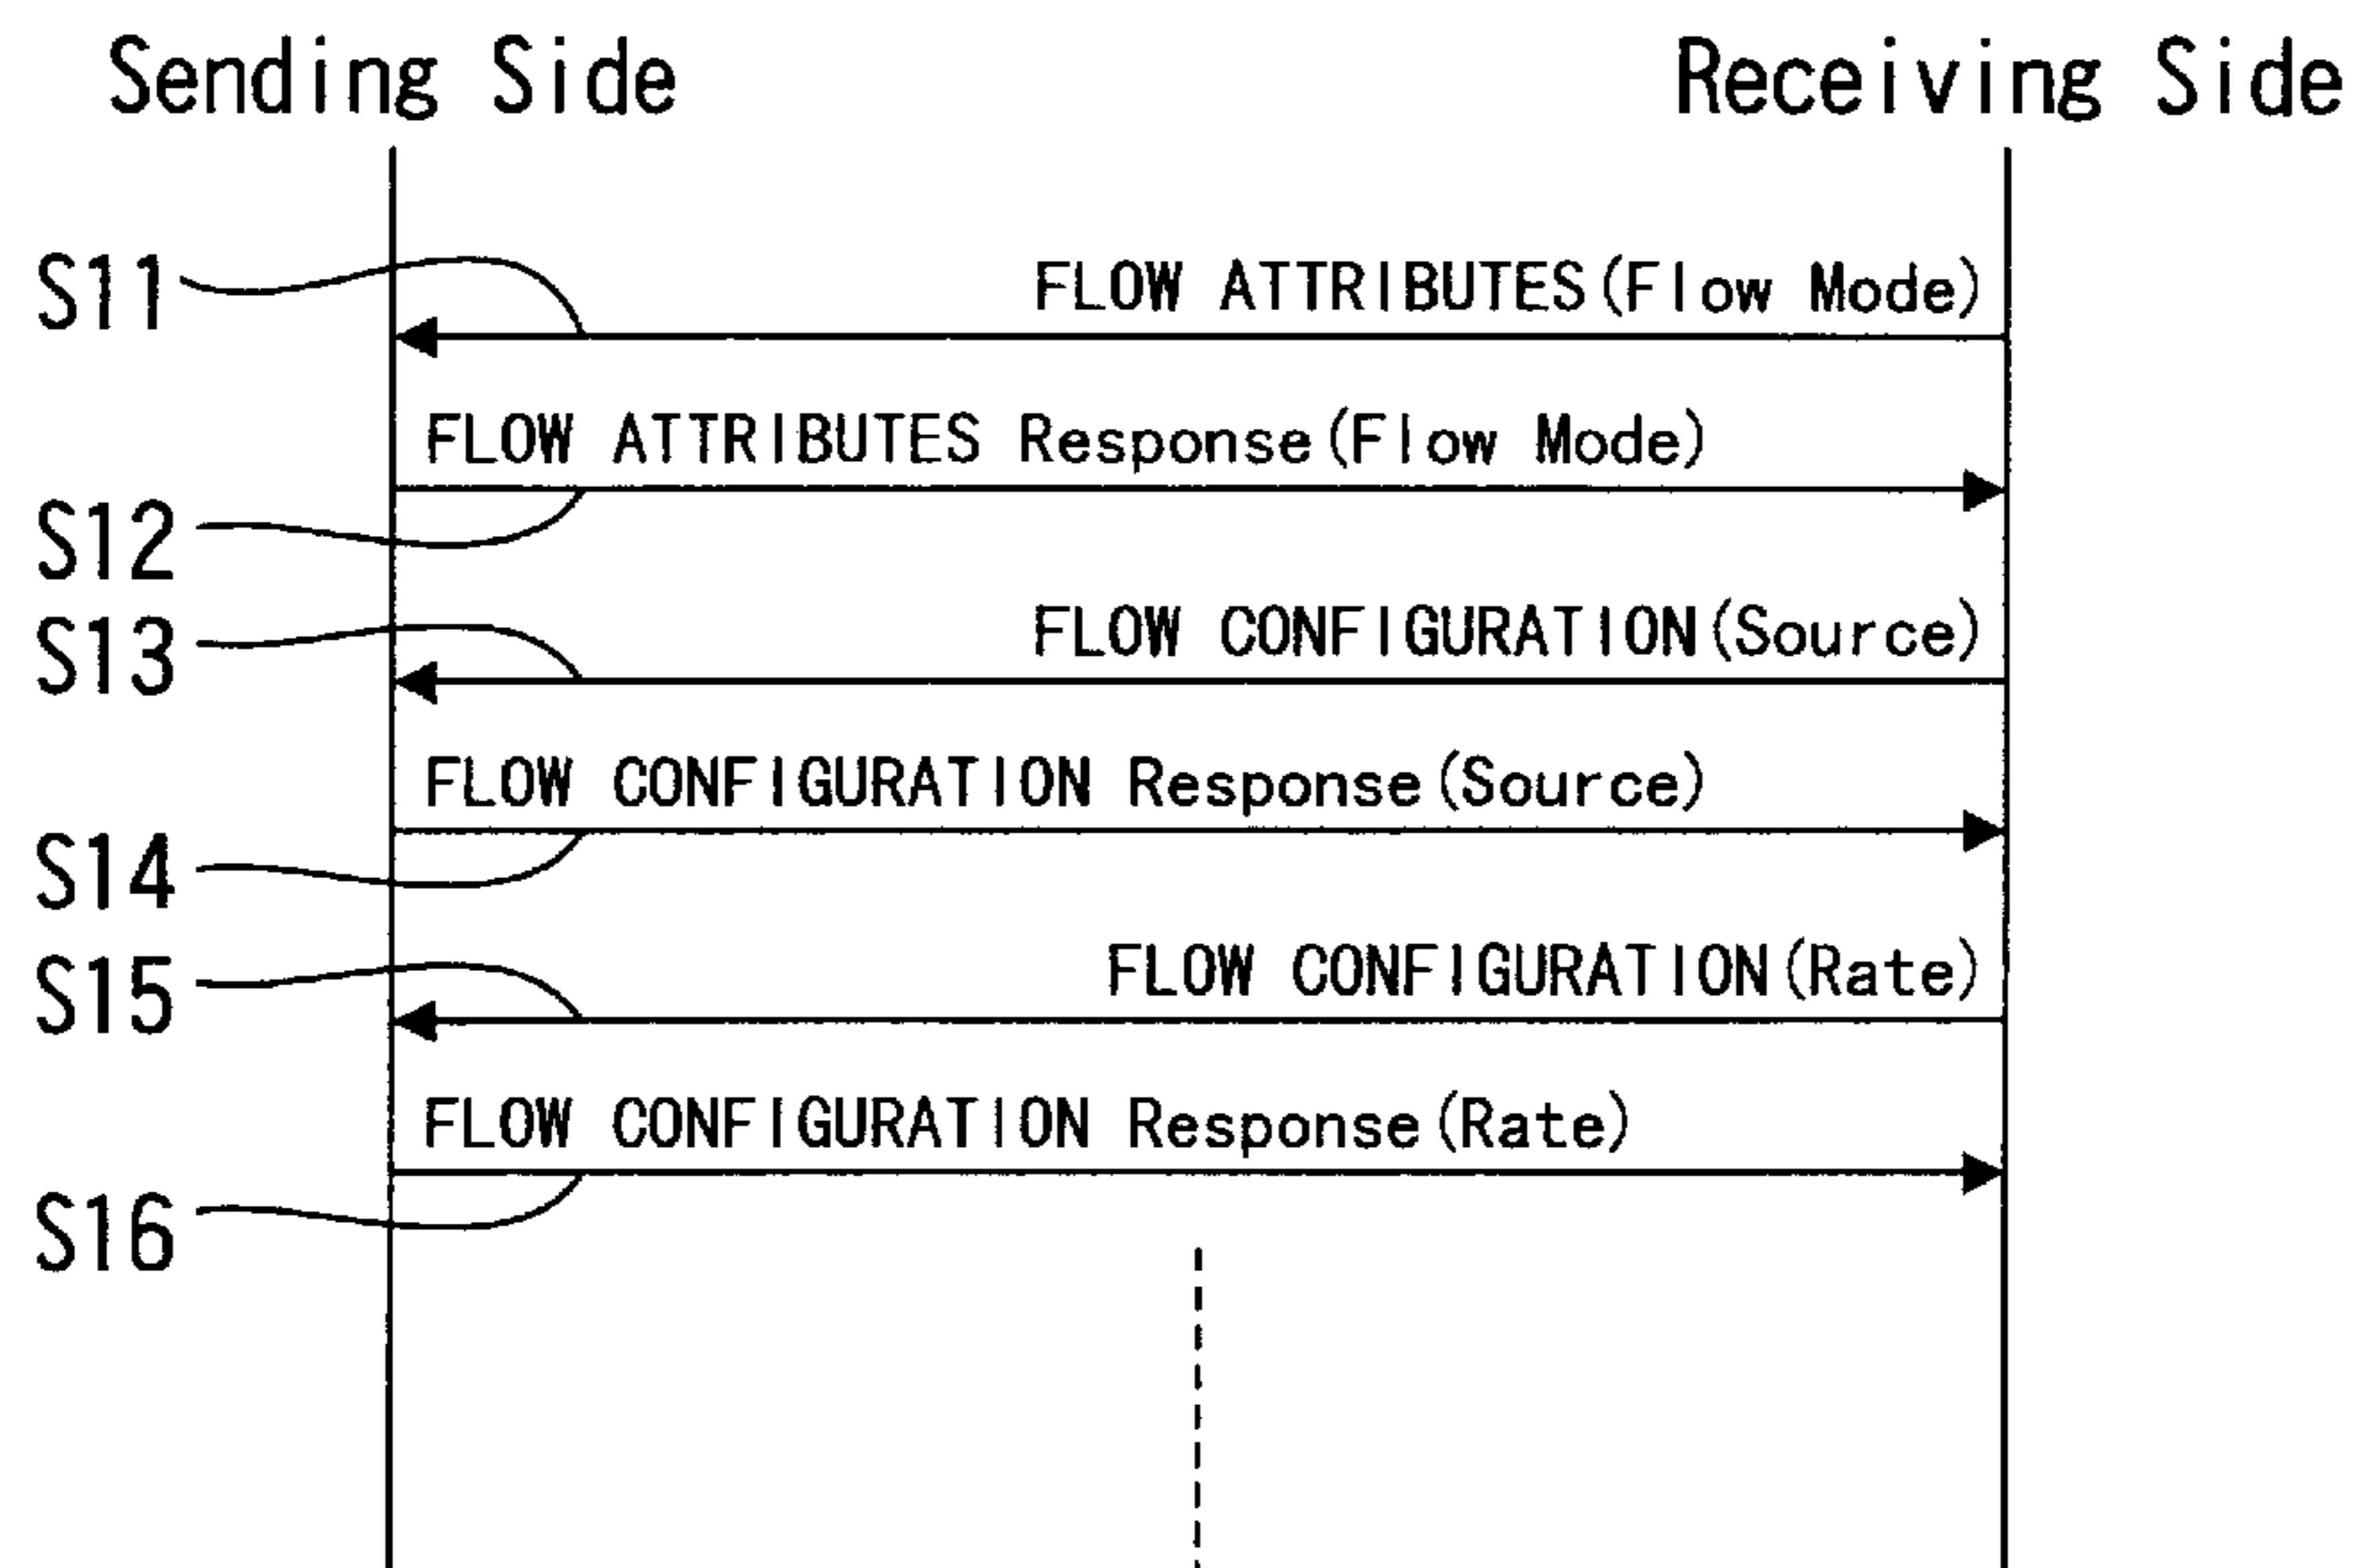 Sending Side
Receiving Side
S11
FLOW ATTRIBUTES(Flow Mode)
FLOW ATTRIBUTES Response(Flow Mode)
S12
FLOW CONFIGURATION(Source)
S13
FLOW CONFIGURATION Response(Source)
S14
FLOW CONFIGURATION(Rate)
S15
FLOW CONFIGURATION Response(Rate)
S16